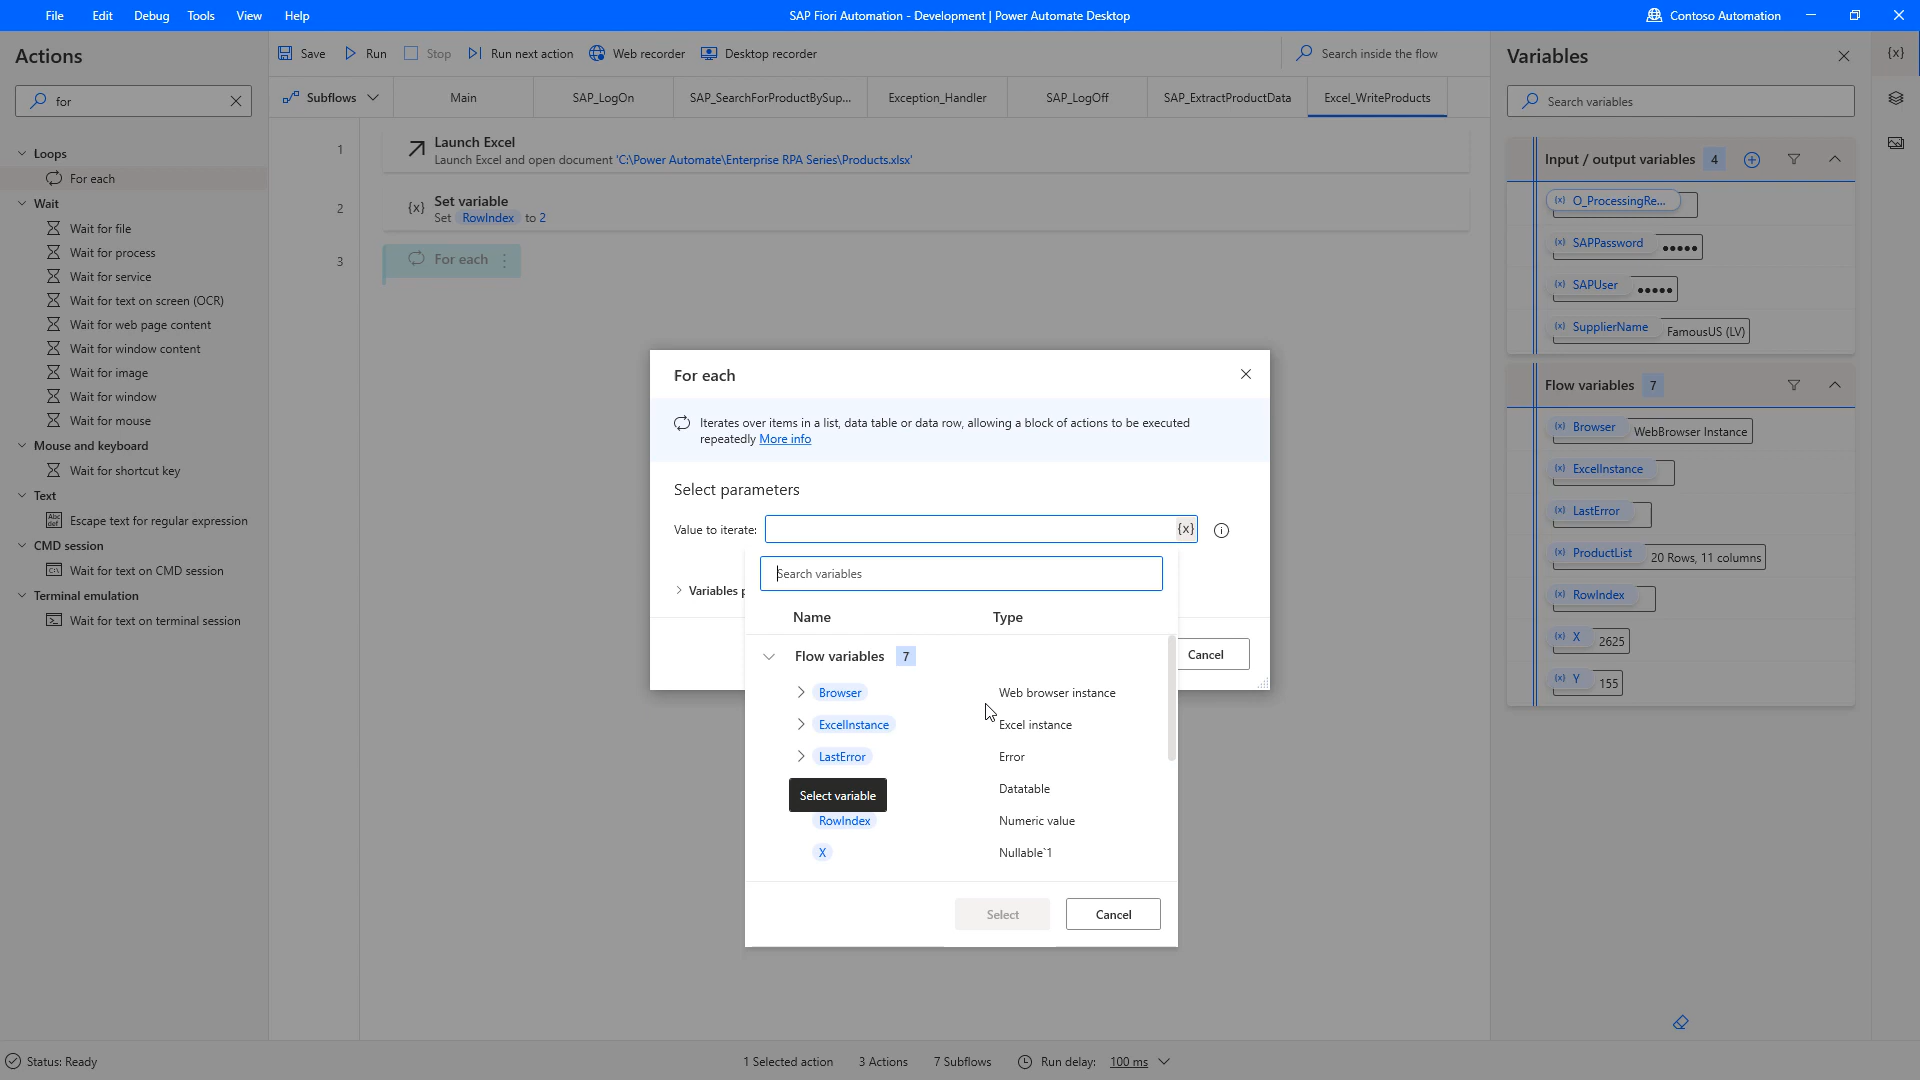 File Edit Debug Tools View Help
SAP Fiori Automation - Development | Power Automate Desktop
Contoso Automation
Actions
for
Loops
For each
Wait
Wait for file
Wait for process
Wait for service
Wait for text on screen (OCR)
Wait for web page content
Wait for window content
Wait for image
Wait for window
Wait for mouse
Mouse and keyboard
Wait for shortcut key
Text
Escape text for regular expression
CMD session
Wait for text on CMD session
Terminal emulation
Wait for text on terminal session
Save Run Stop Run next action Web recorder Desktop recorder
Search inside the flow
Subflows Main SAP_LogOn SAP_SearchForProductBySup... Exception_Handler SAP_LogOff SAP_ExtractProductData Excel_WriteProducts
1
Launch Excel
Launch Excel and open document 'C:\Power Automate\Enterprise RPA Series\Products.xlsx'
2
{x}
Set variable
Set RowIndex to 2
3
For each
For each
Iterates over items in a list, data table or data row, allowing a block of actions to be executed
repeatedly More info
Select parameters
Value to iterate: {x}
Variables p
Cancel
Search variables
Name Type
Flow variables 7
Browser Web browser instance
ExcelInstance Excel instance
LastError Error
Datatable
Select variable
RowIndex Numeric value
X Nullable`1
Select Cancel
Variables
{x}
Search variables
Input / output variables 4
{x} O_ProcessingRe...
{x} SAPPassword ●●●●●
{x} SAPUser ●●●●●
{x} SupplierName FamousUS (LV)
Flow variables 7
{x} Browser WebBrowser Instance
{x} ExcelInstance
{x} LastError
{x} ProductList 20 Rows, 11 columns
{x} RowIndex
{x} X 2625
{x} Y 155
Status: Ready
1 Selected action 3 Actions 7 Subflows Run delay: 100 ms